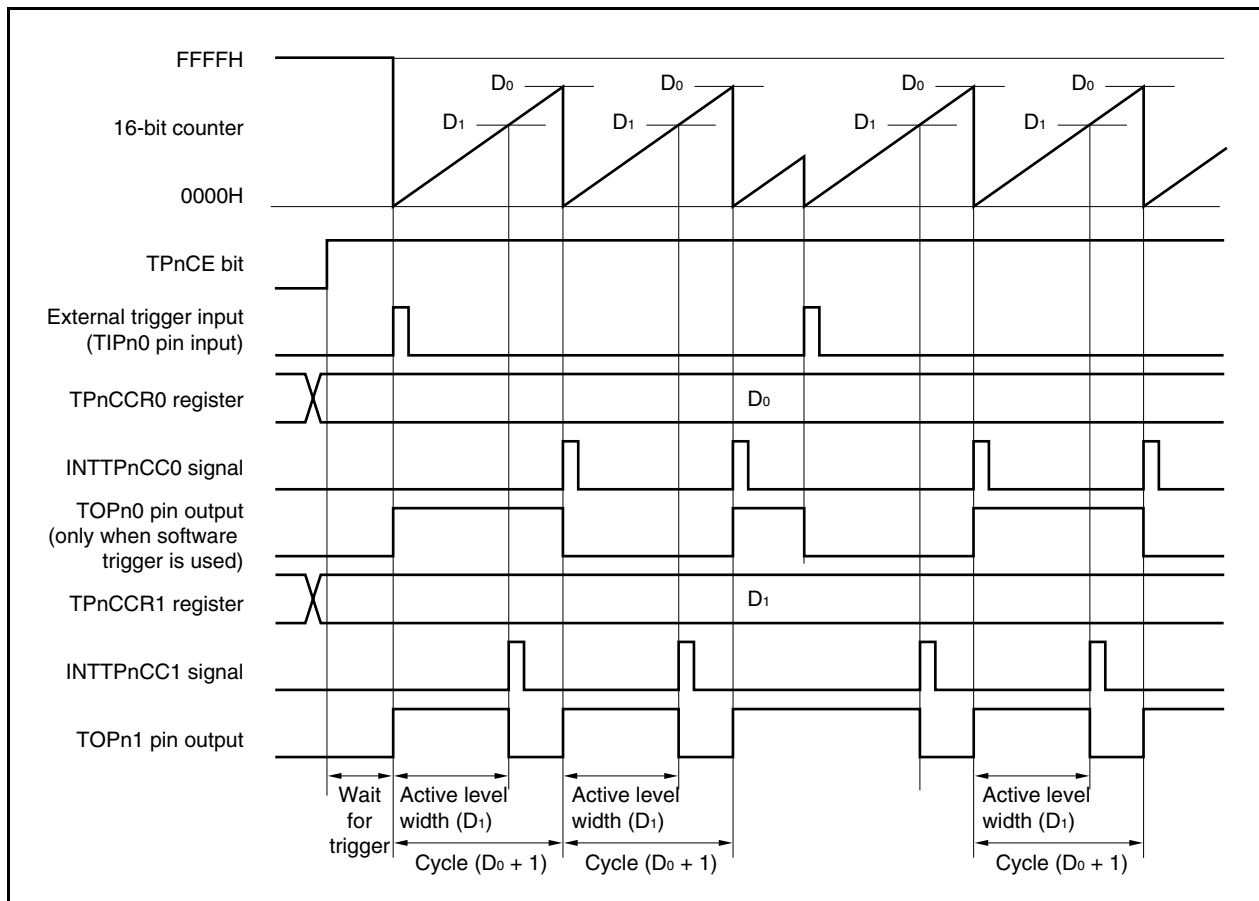 FFFFH
D0 D0 D0 D0
16-bit counter
D1 D1 D1 D1
0000H
TPnCE bit
External trigger input
(TIPn0 pin input)
TPnCCR0 register
D0
INTTPnCC0 signal
TOPn0 pin output
(only when software
trigger is used)
TPnCCR1 register
D1
INTTPnCC1 signal
TOPn1 pin output
Wait
for
trigger
Active level
width (D1)
Active level
width (D1)
Active level
width (D1)
Cycle (D0 + 1)
Cycle (D0 + 1)
Cycle (D0 + 1)